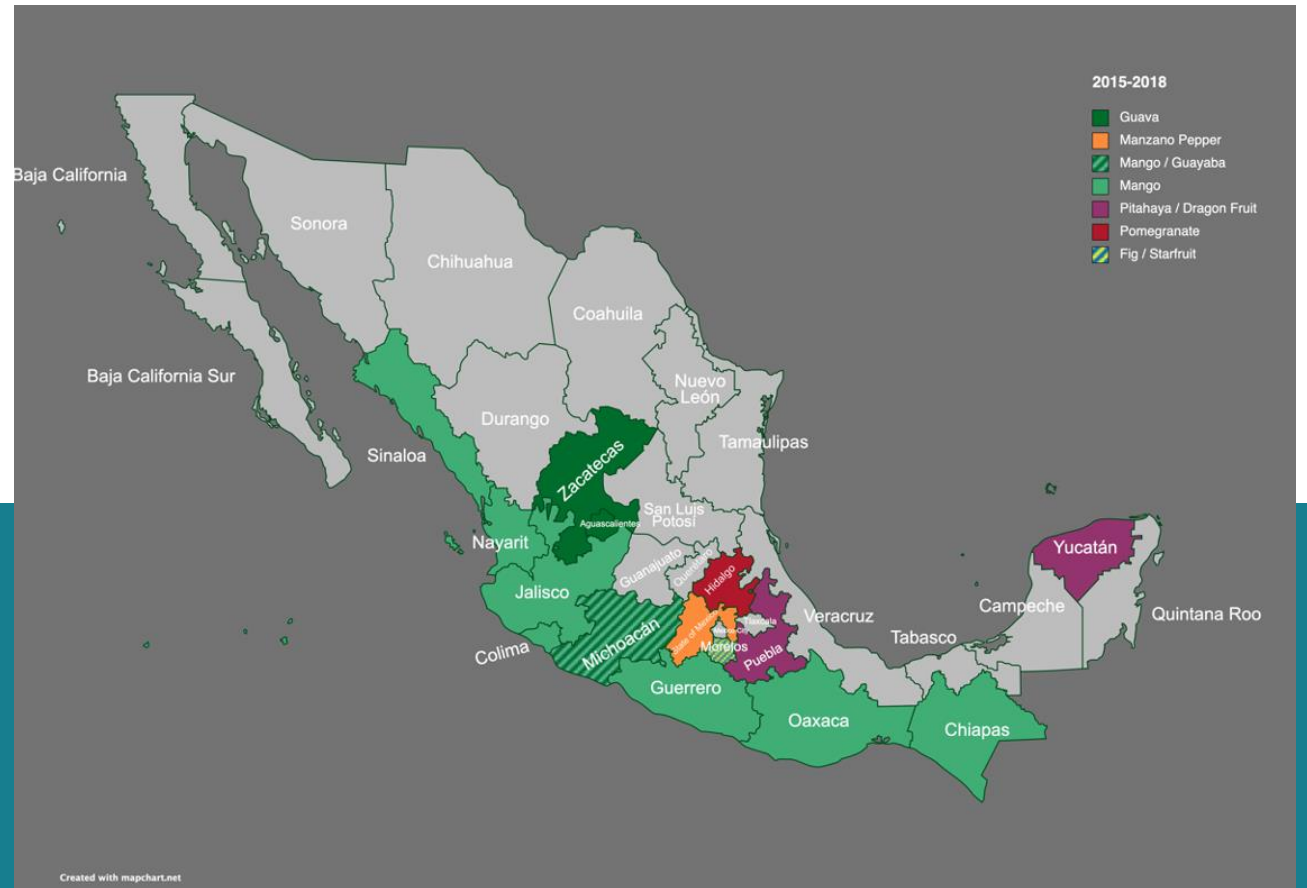 2015-2018
Guava
Manzano Pepper
Mango / Guayaba
Mango
Pitahaya / Dragon Fruit
Pomegranate
Fig / Starfruit
Baja California
Sonora
Chihuahua
Coahuila
Baja California Sur
Nuevo
León
Durango
Tamaulipas
Sinaloa
Zacatecas
San Luis
Potosí
Aguascalientes
Nayarit
Guanajuato
Querétaro
Hidalgo
Yucatán
Jalisco
Campeche
Quintana Roo
Veracruz
Tlaxcala
State of Mexico
Mexico City
Tabasco
Colima
Michoacán
Morelos
Puebla
Guerrero
Oaxaca
Chiapas
Created with mapchart.net